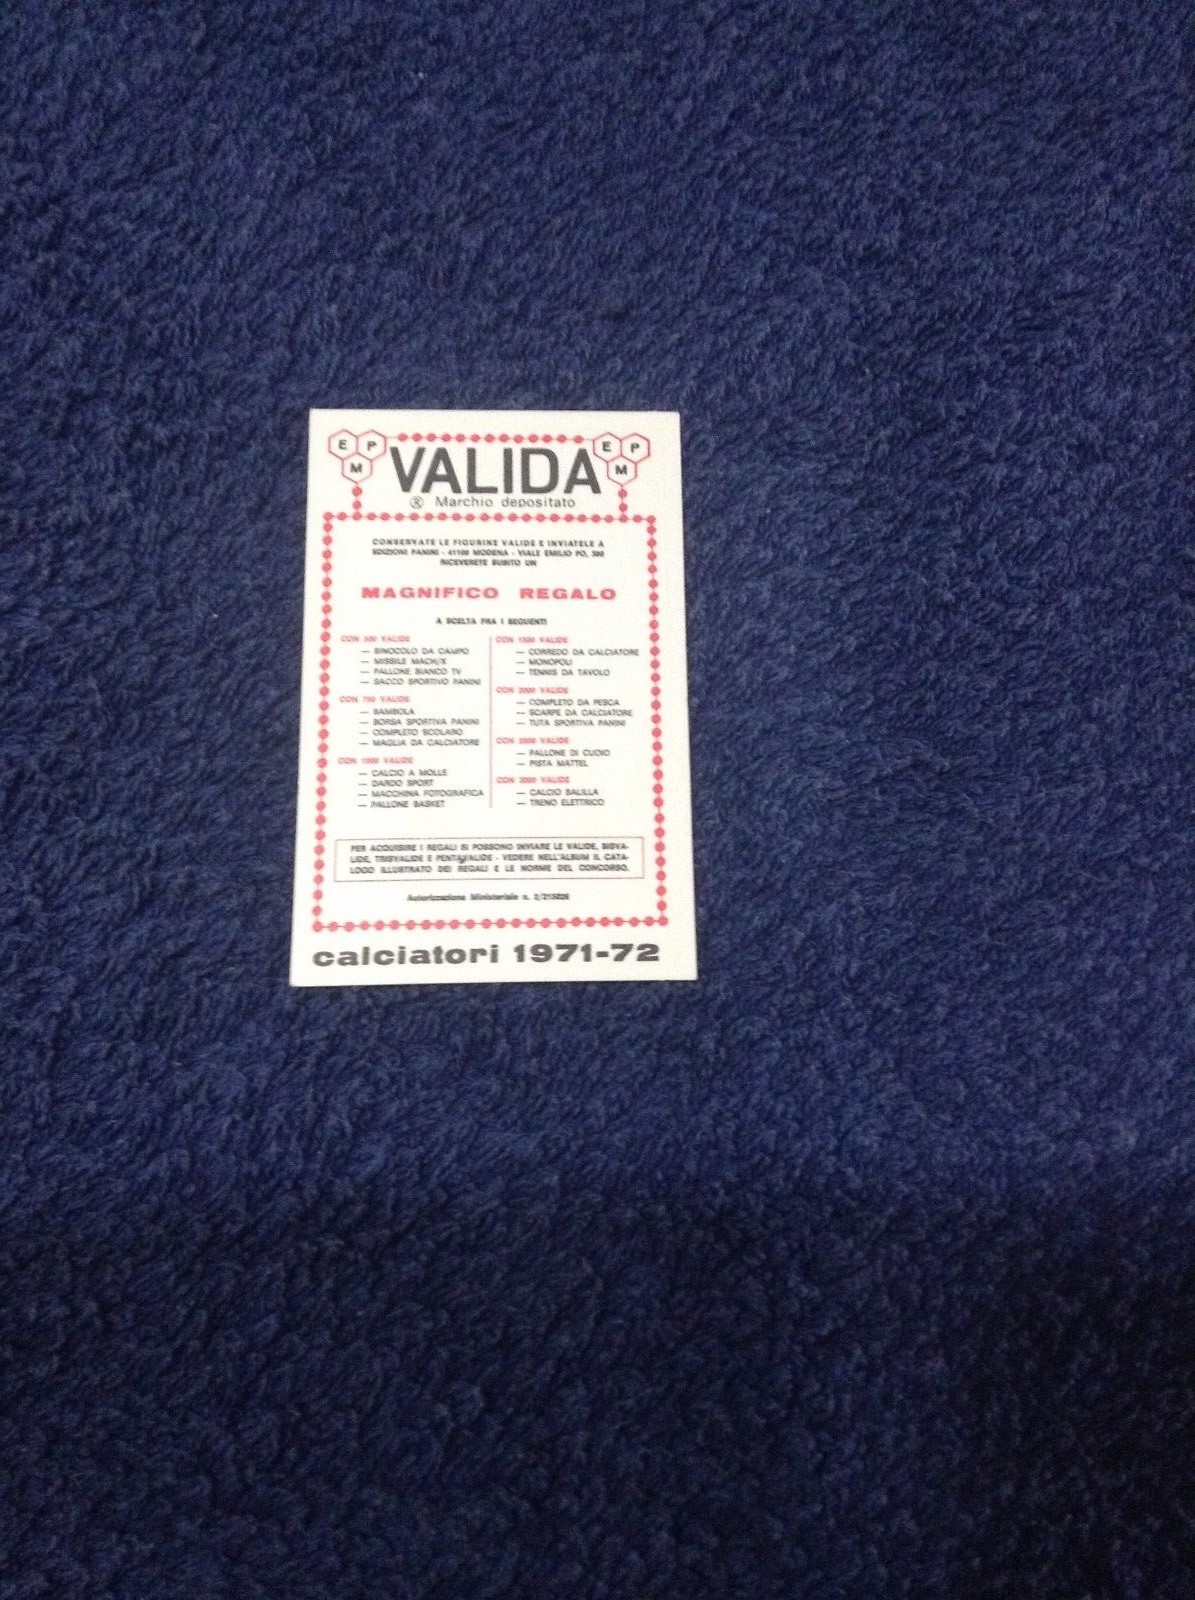 E P M VALIDA E P M
® Marchio depositato
CONSERVATE LE FIGURINE VALIDE E INVIATELE A
EDIZIONI PANINI - 41100 MODENA - VIALE EMILIO PO, 380
RICEVERETE SUBITO UN
MAGNIFICO REGALO
A SCELTA FRA I SEGUENTI
CON 500 VALIDE
— BINOCOLO DA CAMPO
— MISSILE MACH/X
— PALLONE BIANCO TV
— SACCO SPORTIVO PANINI
CON 750 VALIDE
— BAMBOLA
— BORSA SPORTIVA PANINI
— COMPLETO SCOLARO
— MAGLIA DA CALCIATORE
CON 1000 VALIDE
— CALCIO A MOLLE
— DARDO SPORT
— MACCHINA FOTOGRAFICA
— PALLONE BASKET
CON 1500 VALIDE
— CORREDO DA CALCIATORE
— MONOPOLI
— TENNIS DA TAVOLO
CON 2000 VALIDE
— COMPLETO DA PESCA
— SCARPE DA CALCIATORE
— TUTA SPORTIVA PANINI
CON 2500 VALIDE
— PALLONE DI CUOIO
— PISTA MATTEL
CON 3000 VALIDE
— CALCIO BALILLA
— TRENO ELETTRICO
PER ACQUISIRE I REGALI SI POSSONO INVIARE LE VALIDE, BISVA-
LIDE, TRISVALIDE E PENTAVALIDE - VEDERE NELL'ALBUM IL CATA-
LOGO ILLUSTRATO DEI REGALI E LE NORME DEL CONCORSO.
Autorizzazione Ministeriale n.
calciatori 1971-72